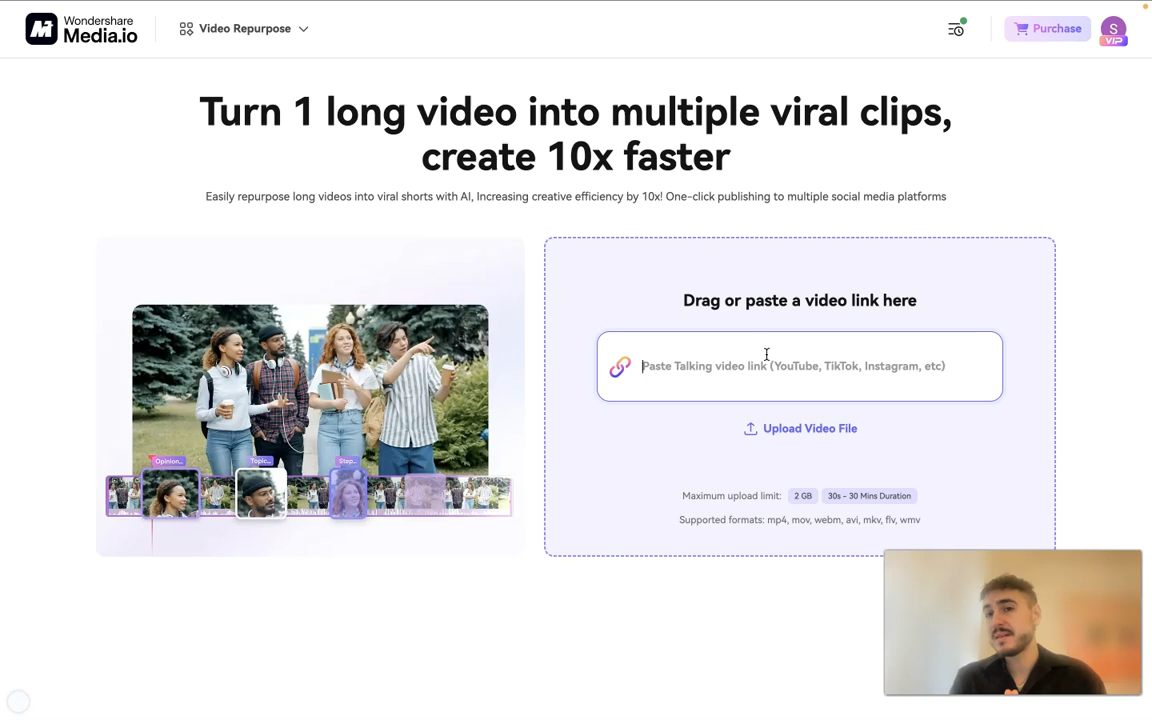 Wondershare
Media.io
Video Repurpose
Purchase
S
VIP
Turn 1 long video into multiple viral clips,
create 10x faster
Easily repurpose long videos into viral shorts with AI, Increasing creative efficiency by 10x! One-click publishing to multiple social media platforms
Opinion...
Topic...
Step...
Drag or paste a video link here
Paste Talking video link (YouTube, TikTok, Instagram, etc)
Upload Video File
Maximum upload limit: 2 GB 30s - 30 Mins Duration
Supported formats: mp4, mov, webm, avi, mkv, flv, wmv